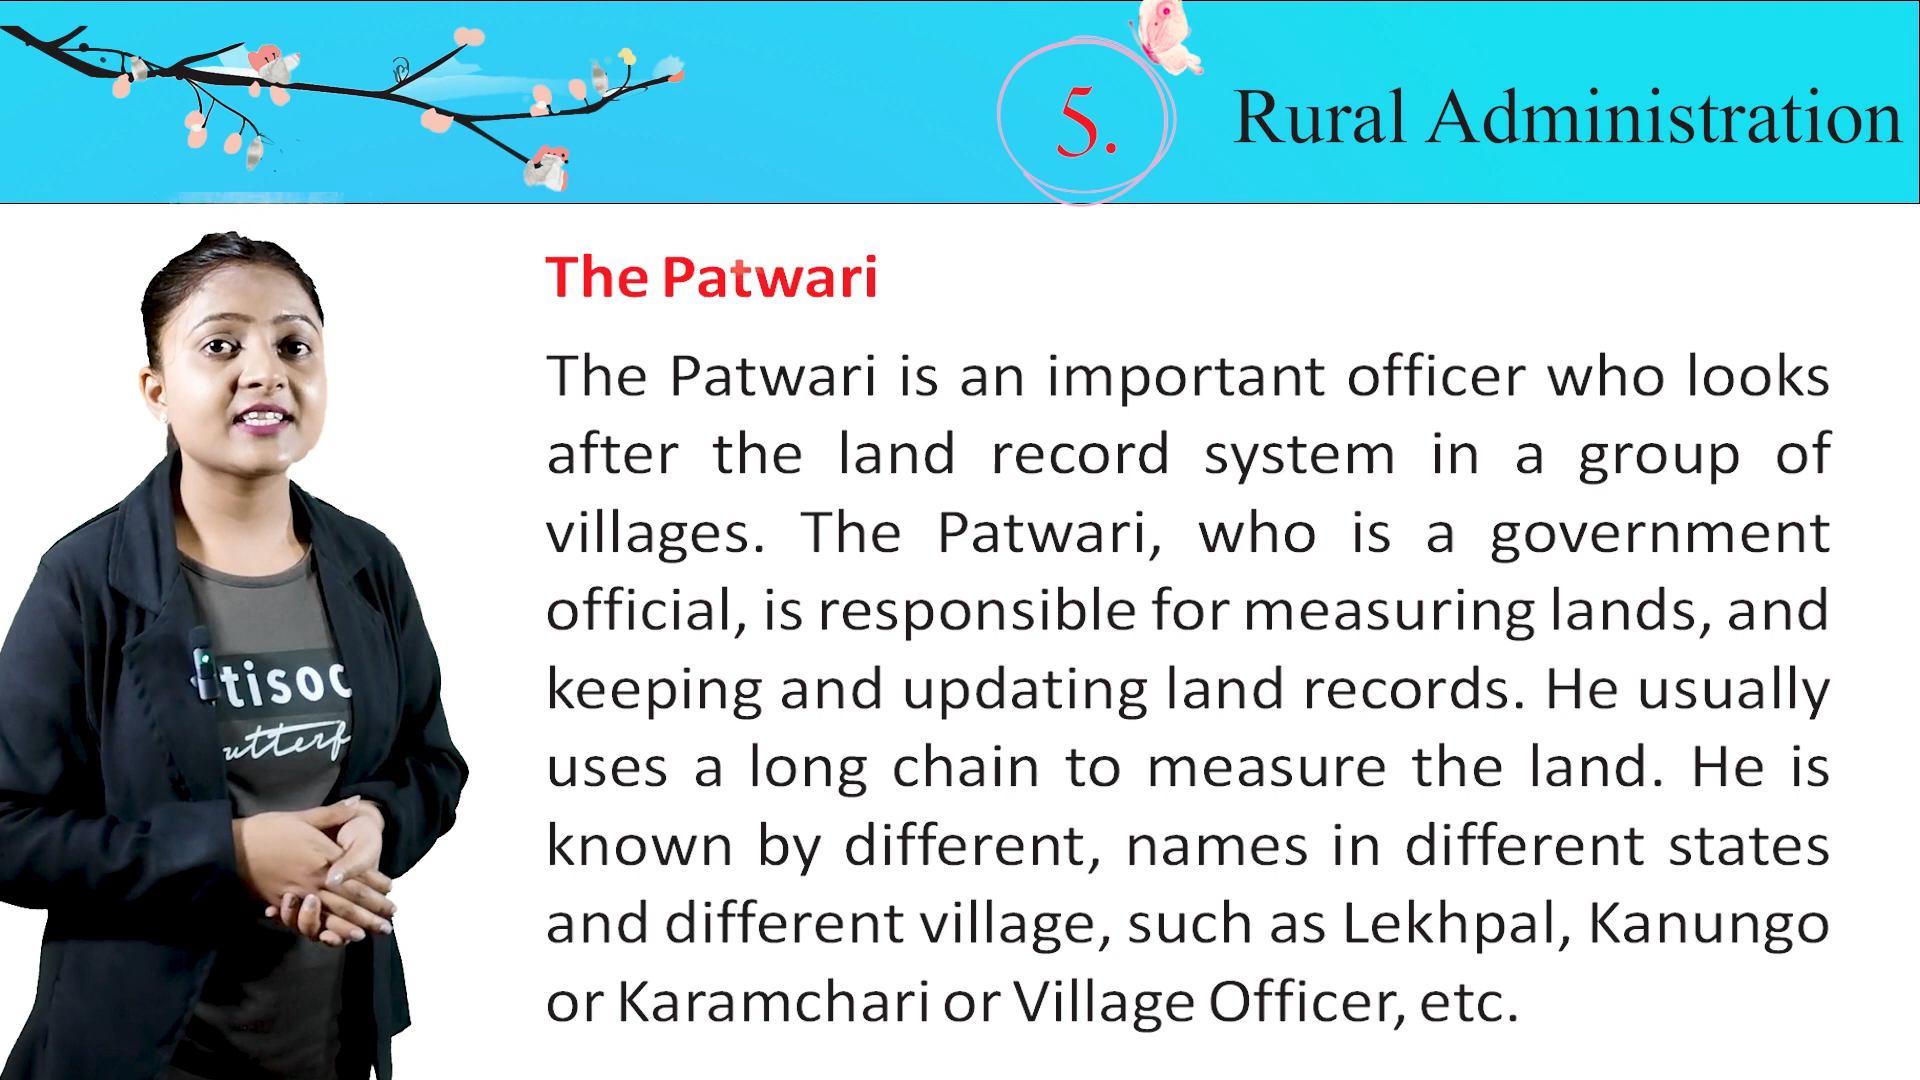 5.
Rural Administration
The Patwari
The Patwari is an important officer who looks
after the land record system in a group of
villages. The Patwari, who is a government
official, is responsible for measuring lands, and
keeping and updating land records. He usually
uses a long chain to measure the land. He is
known by different, names in different states
and different village, such as Lekhpal, Kanungo
or Karamchari or Village Officer, etc.
tisoc
utterf